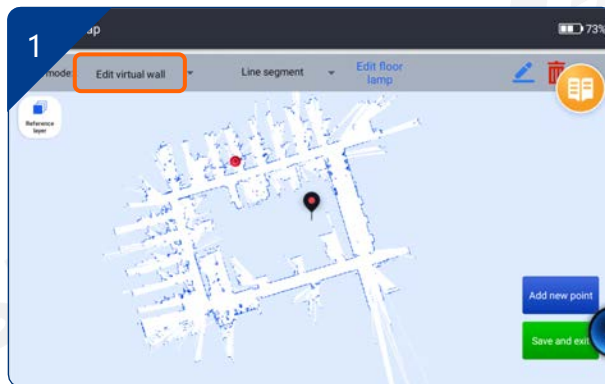 1
ap
73%
mode:
Edit virtual wall
Line segment
Edit floor
lamp
Reference
layer
Add new point
Save and exit